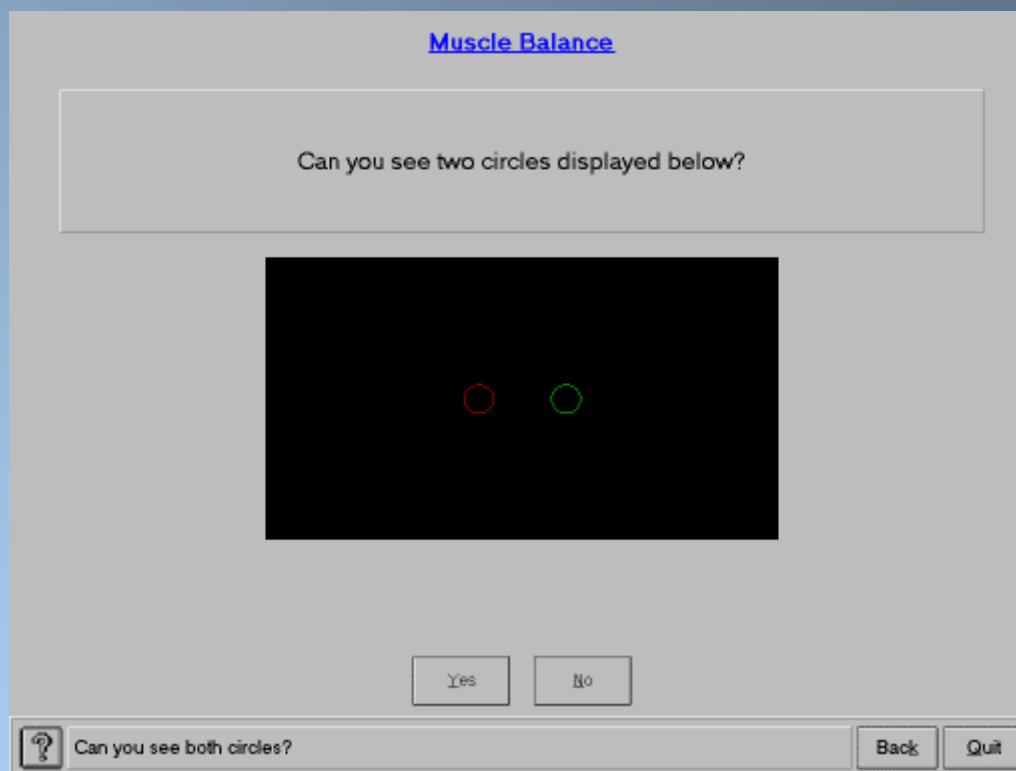 Muscle Balance
Can you see two circles displayed below?
Yes No
? Can you see both circles? Back Quit